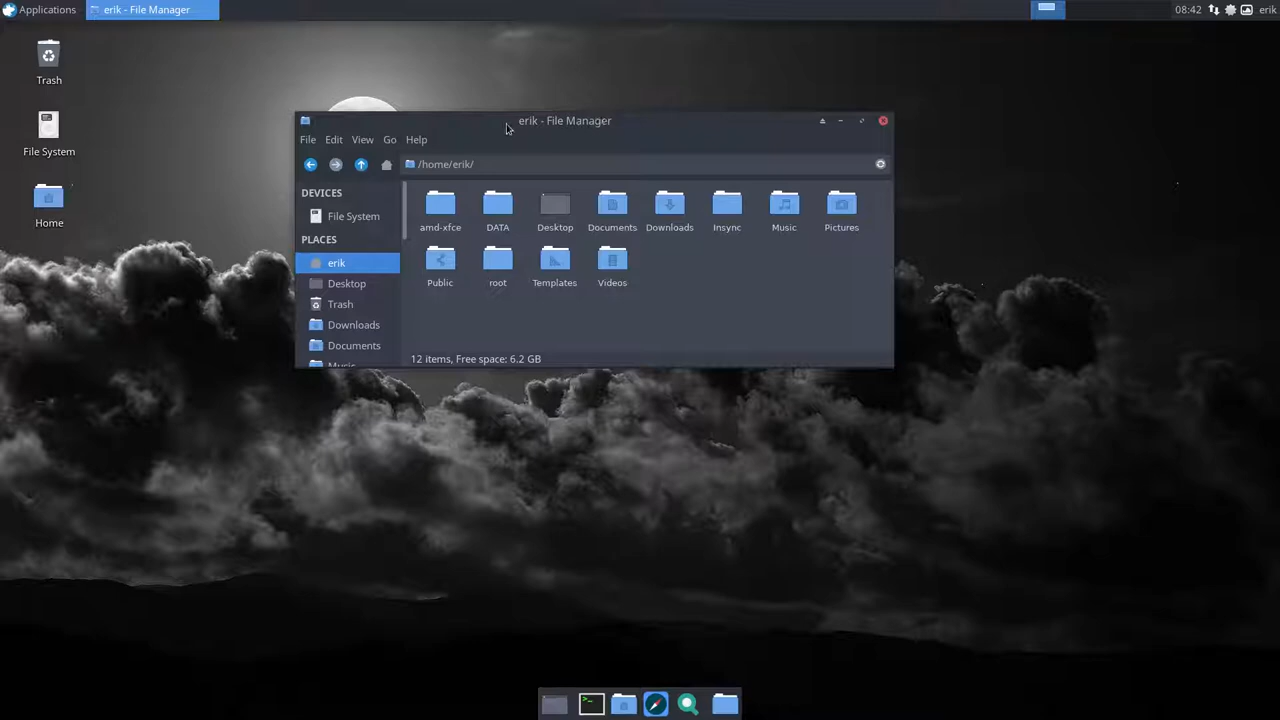 Applications
erik - File Manager
08:42
erik
Trash
File System
Home
erik - File Manager
File Edit View Go Help
/home/erik/
DEVICES
File System
PLACES
erik
Desktop
Trash
Downloads
Documents
Music
amd-xfce DATA Desktop Documents Downloads Insync Music Pictures
Public root Templates Videos
12 items, Free space: 6.2 GB
>_